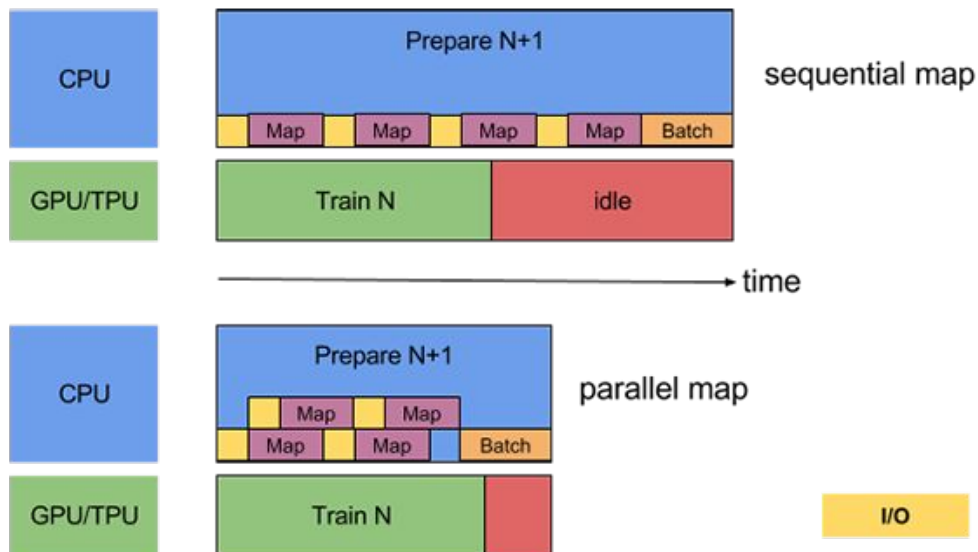 CPU
Prepare N+1
sequential map
Map
Map
Map
Map
Batch
GPU/TPU
Train N
idle
time
CPU
Prepare N+1
parallel map
Map
Map
Map
Map
Batch
GPU/TPU
Train N
I/O